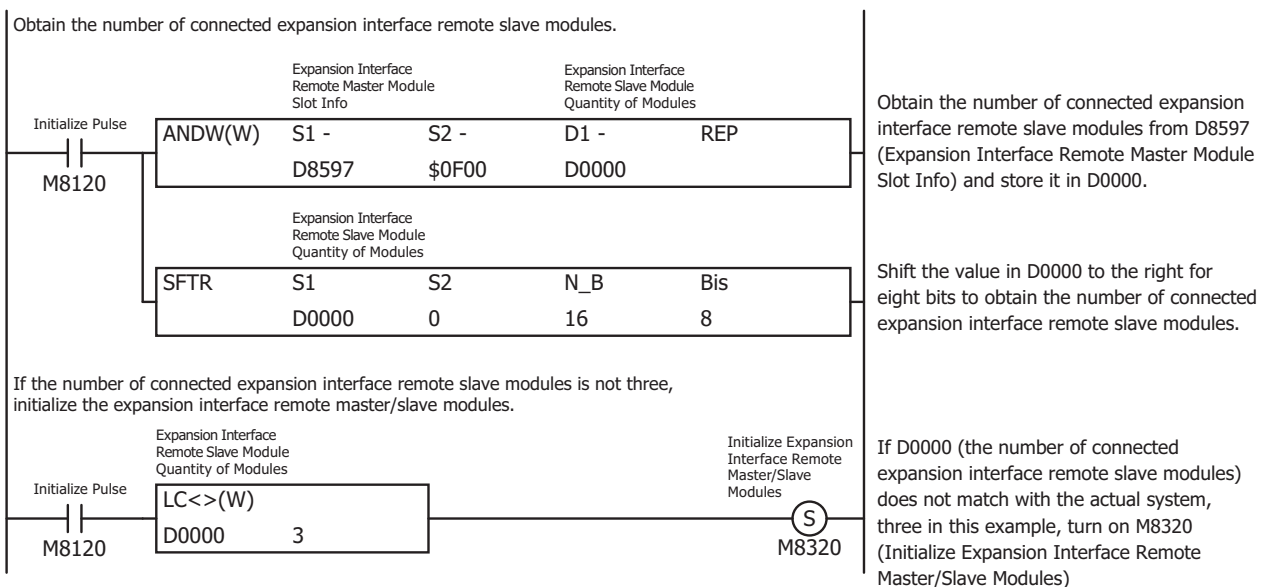 Obtain the number of connected expansion interface remote slave modules.
Expansion Interface
Remote Master Module
Slot Info
Expansion Interface
Remote Slave Module
Quantity of Modules
Initialize Pulse
M8120
ANDW(W) S1 - S2 - D1 - REP
D8597 $0F00 D0000
Obtain the number of connected expansion
interface remote slave modules from D8597
(Expansion Interface Remote Master Module
Slot Info) and store it in D0000.
Expansion Interface
Remote Slave Module
Quantity of Modules
SFTR S1 S2 N_B Bis
D0000 0 16 8
Shift the value in D0000 to the right for
eight bits to obtain the number of connected
expansion interface remote slave modules.
If the number of connected expansion interface remote slave modules is not three,
initialize the expansion interface remote master/slave modules.
Expansion Interface
Remote Slave Module
Quantity of Modules
Initialize Pulse
M8120
LC<>(W)
D0000 3
Initialize Expansion
Interface Remote
Master/Slave
Modules
S
M8320
If D0000 (the number of connected
expansion interface remote slave modules)
does not match with the actual system,
three in this example, turn on M8320
(Initialize Expansion Interface Remote
Master/Slave Modules)